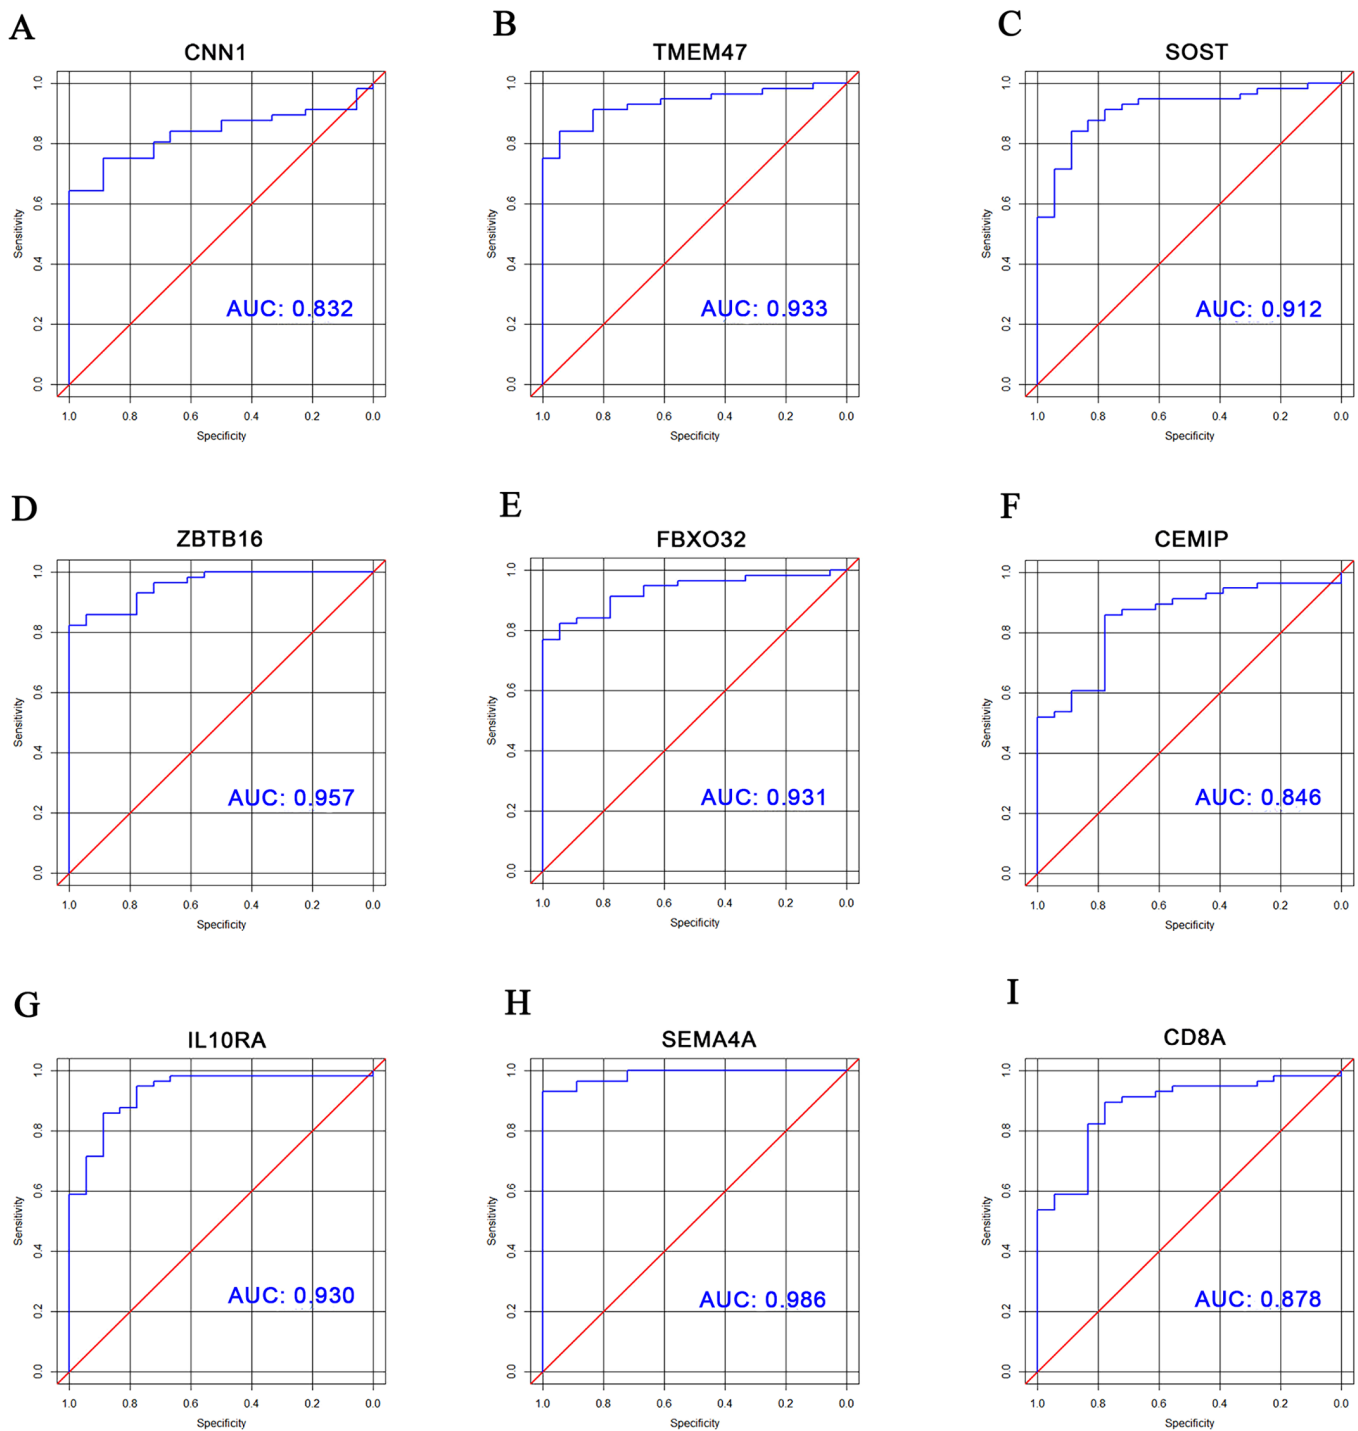 A
CNN1
1.0
0.8
0.6
0.4
0.2
0.0
Sensitivity
AUC: 0.832
1.0 0.8 0.6 0.4 0.2 0.0
Specificity
B
TMEM47
1.0
0.8
0.6
0.4
0.2
0.0
Sensitivity
AUC: 0.933
1.0 0.8 0.6 0.4 0.2 0.0
Specificity
C
SOST
1.0
0.8
0.6
0.4
0.2
0.0
Sensitivity
AUC: 0.912
1.0 0.8 0.6 0.4 0.2 0.0
Specificity
D
ZBTB16
1.0
0.8
0.6
0.4
0.2
0.0
Sensitivity
AUC: 0.957
1.0 0.8 0.6 0.4 0.2 0.0
Specificity
E
FBXO32
1.0
0.8
0.6
0.4
0.2
0.0
Sensitivity
AUC: 0.931
1.0 0.8 0.6 0.4 0.2 0.0
Specificity
F
CEMIP
1.0
0.8
0.6
0.4
0.2
0.0
Sensitivity
AUC: 0.846
1.0 0.8 0.6 0.4 0.2 0.0
Specificity
G
IL10RA
1.0
0.8
0.6
0.4
0.2
0.0
Sensitivity
AUC: 0.930
1.0 0.8 0.6 0.4 0.2 0.0
Specificity
H
SEMA4A
1.0
0.8
0.6
0.4
0.2
0.0
Sensitivity
AUC: 0.986
1.0 0.8 0.6 0.4 0.2 0.0
Specificity
I
CD8A
1.0
0.8
0.6
0.4
0.2
0.0
Sensitivity
AUC: 0.878
1.0 0.8 0.6 0.4 0.2 0.0
Specificity